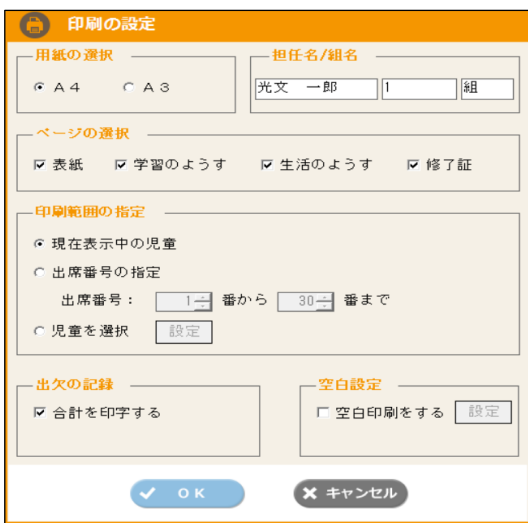 印刷の設定
用紙の選択
A4 A3
担任名/組名
光文 一郎 1 組
ページの選択
表紙 学習のようす 生活のようす 修了証
印刷範囲の指定
現在表示中の児童
出席番号の指定
出席番号： 1 番から 30 番まで
児童を選択 設定
出欠の記録
合計を印字する
空白設定
空白印刷をする 設定
OK キャンセル